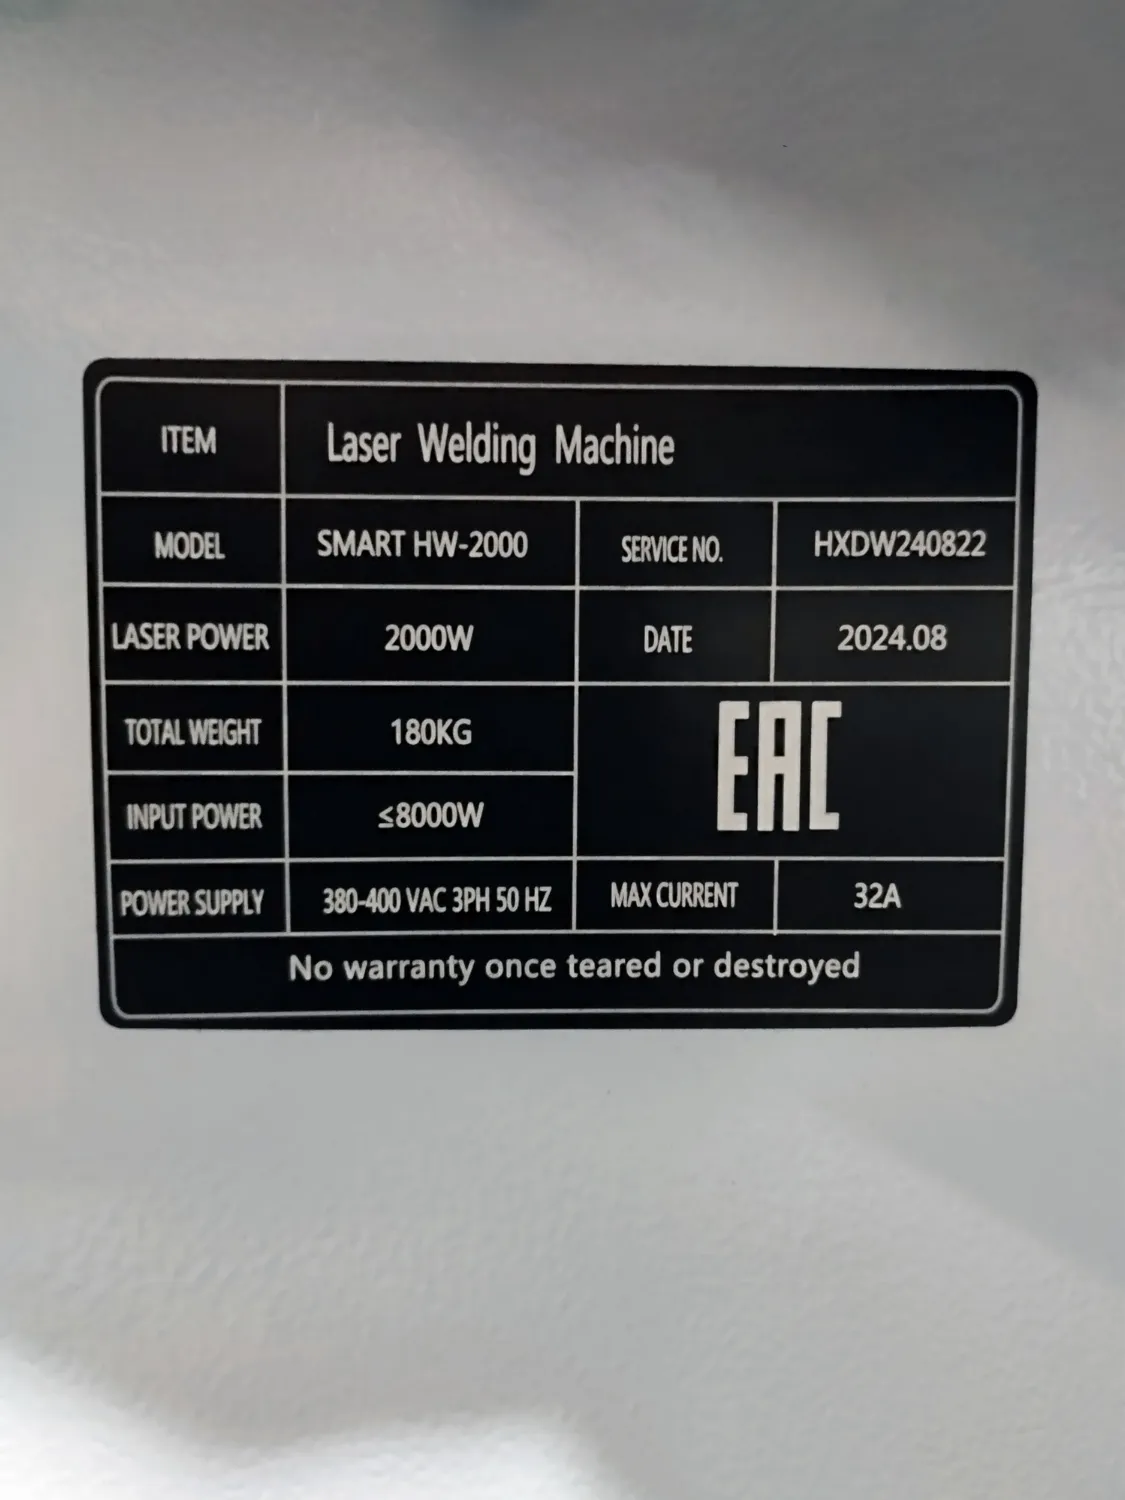 ITEM Laser Welding Machine
MODEL SMART HW-2000 SERVICE NO. HXDW240822
LASER POWER 2000W DATE 2024.08
TOTAL WEIGHT 180KG
EAC
INPUT POWER ≤8000W
POWER SUPPLY 380-400 VAC 3PH 50 HZ MAX CURRENT 32A
No warranty once teared or destroyed